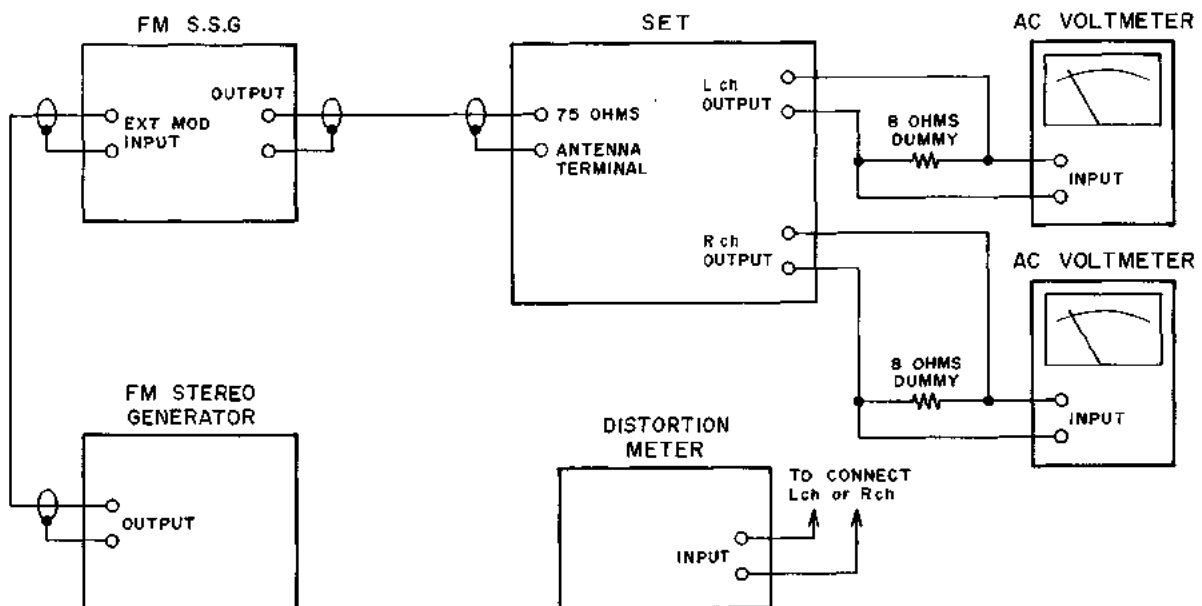 FM S.S.G
EXT MOD
INPUT
OUTPUT
SET
75 OHMS
ANTENNA
TERMINAL
L ch
OUTPUT
R ch
OUTPUT
8 OHMS
DUMMY
AC VOLTMETER
INPUT
8 OHMS
DUMMY
AC VOLTMETER
INPUT
FM STEREO
GENERATOR
OUTPUT
DISTORTION
METER
INPUT
TO CONNECT
Lch or Rch